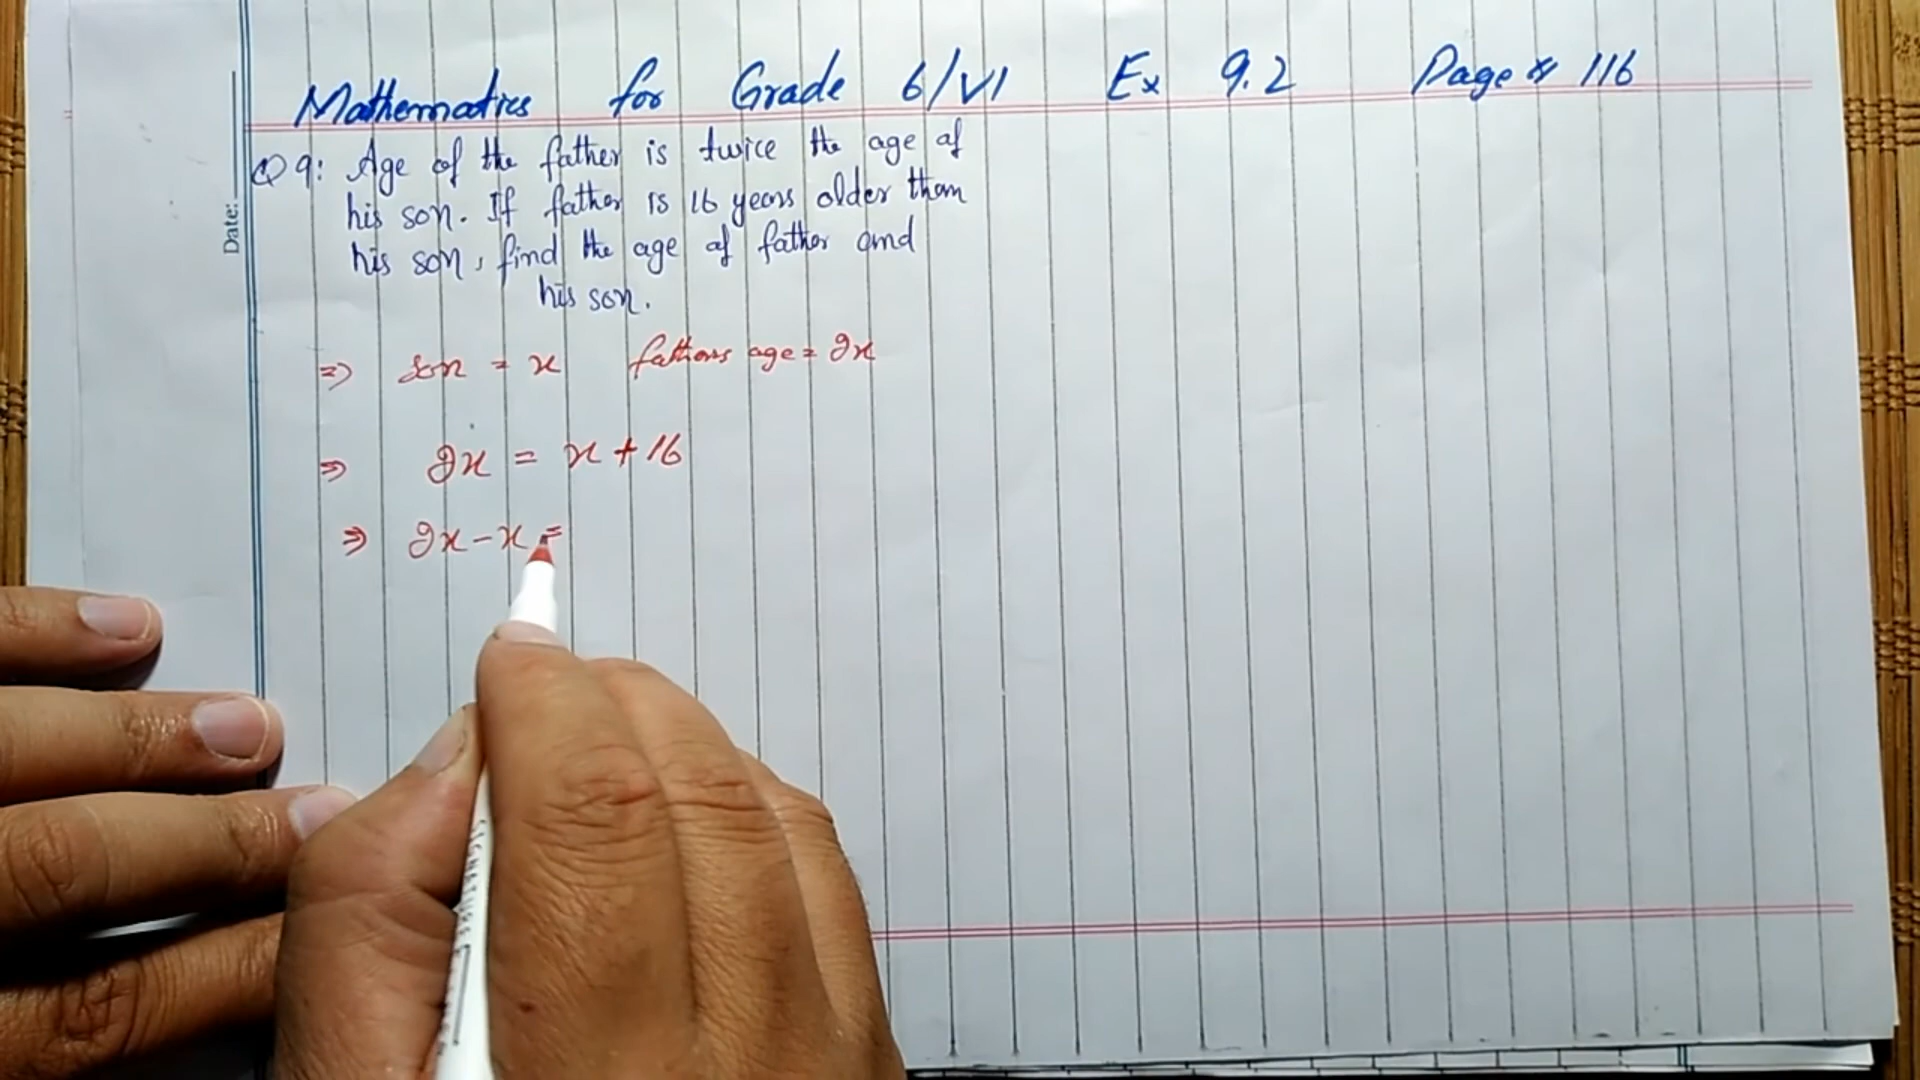 Mathematics for Grade 6/VI Ex 9.2 Page # 116
Date:
Q9: Age of the father is twice the age of
his son. If father is 16 years older than
his son, find the age of father and
his son.
⇒ Son = x fathers age = 2x
⇒ 2x = x + 16
⇒ 2x - x =
SIGNATURE